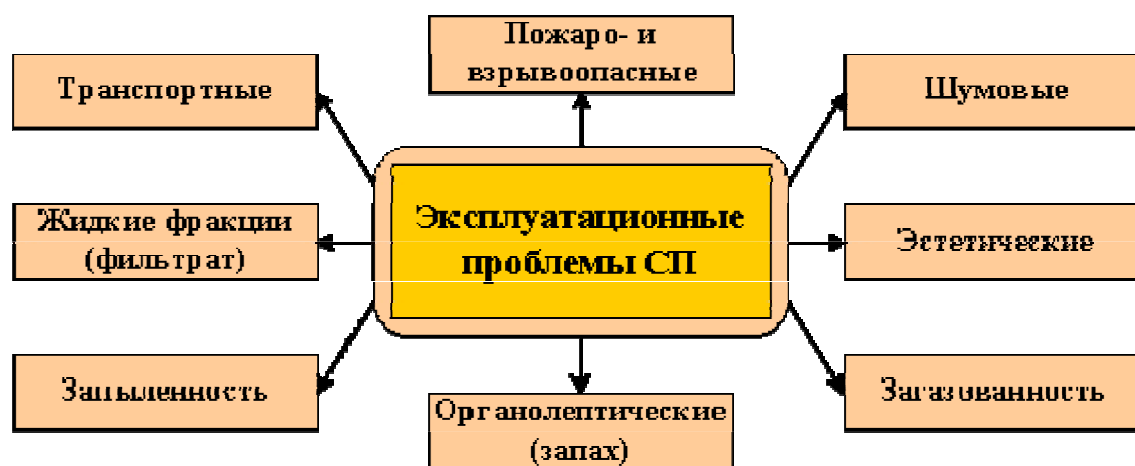 Пожаро- и
взрывоопасные
Транспортные
Шумовые
Жидкие фракции
(фильтрат)
Эксплуатационные
проблемы СП
Эстетические
Запыленность
Органолептические
(запах)
Загазованность